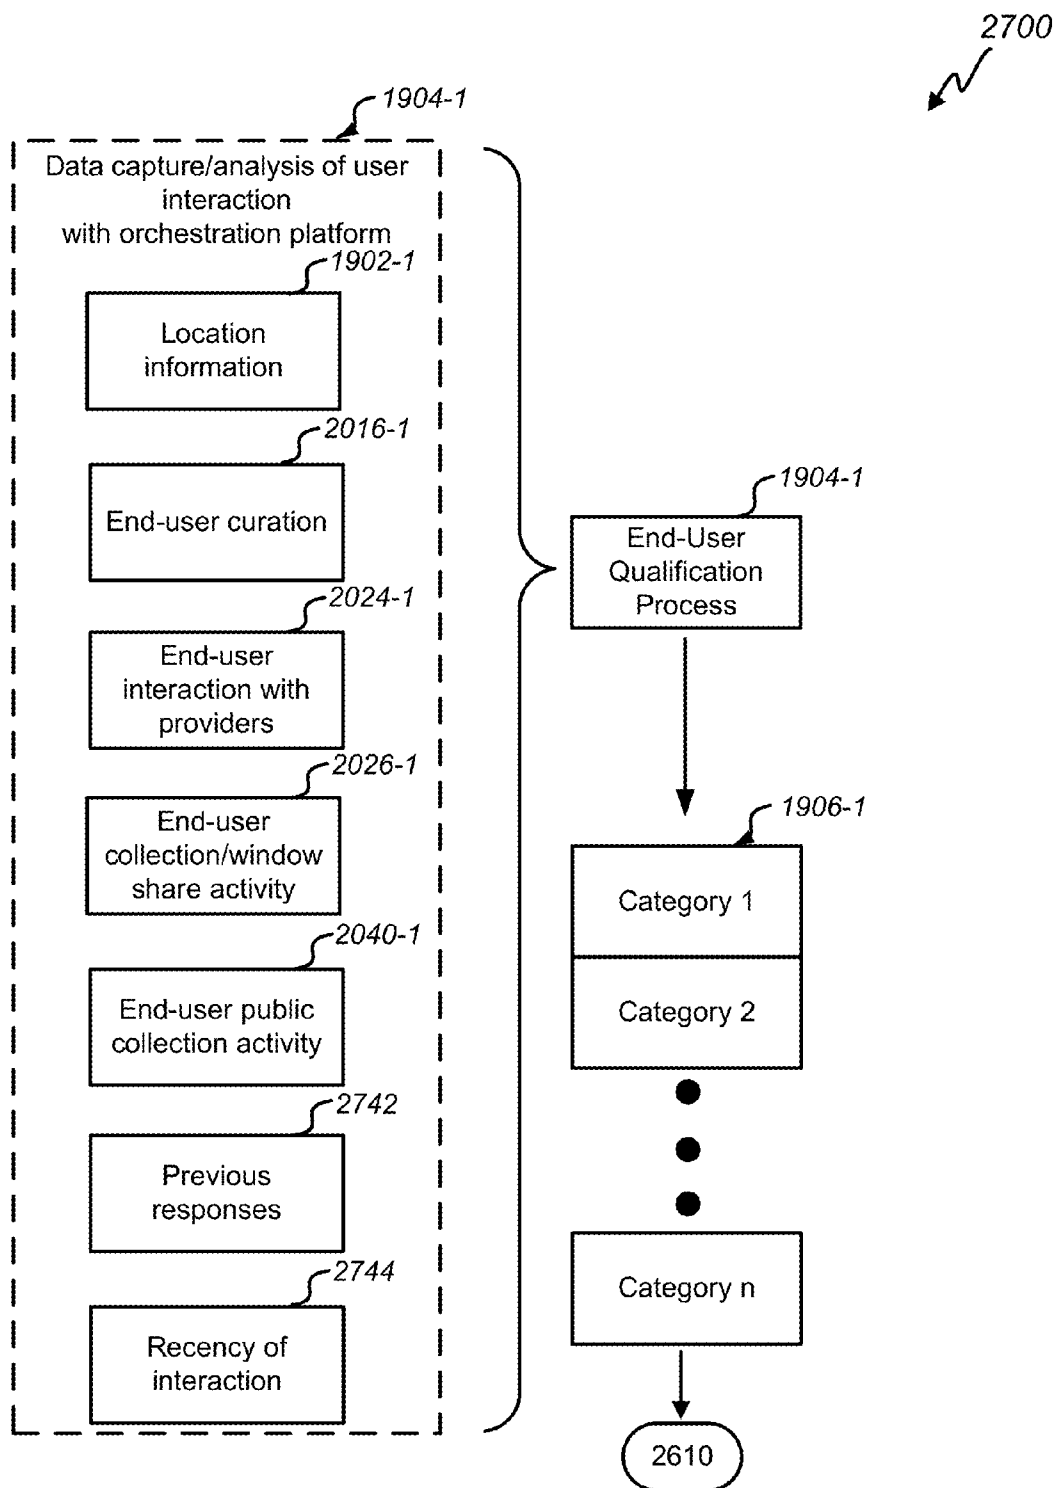 2700
1904-1
Data capture/analysis of user
interaction
with orchestration platform
1902-1
Location
information
2016-1
End-user curation
2024-1
End-user
interaction with
providers
2026-1
End-user
collection/window
share activity
2040-1
End-user public
collection activity
2742
Previous
responses
2744
Recency of
interaction
1904-1
End-User
Qualification
Process
1906-1
Category 1
Category 2
Category n
2610